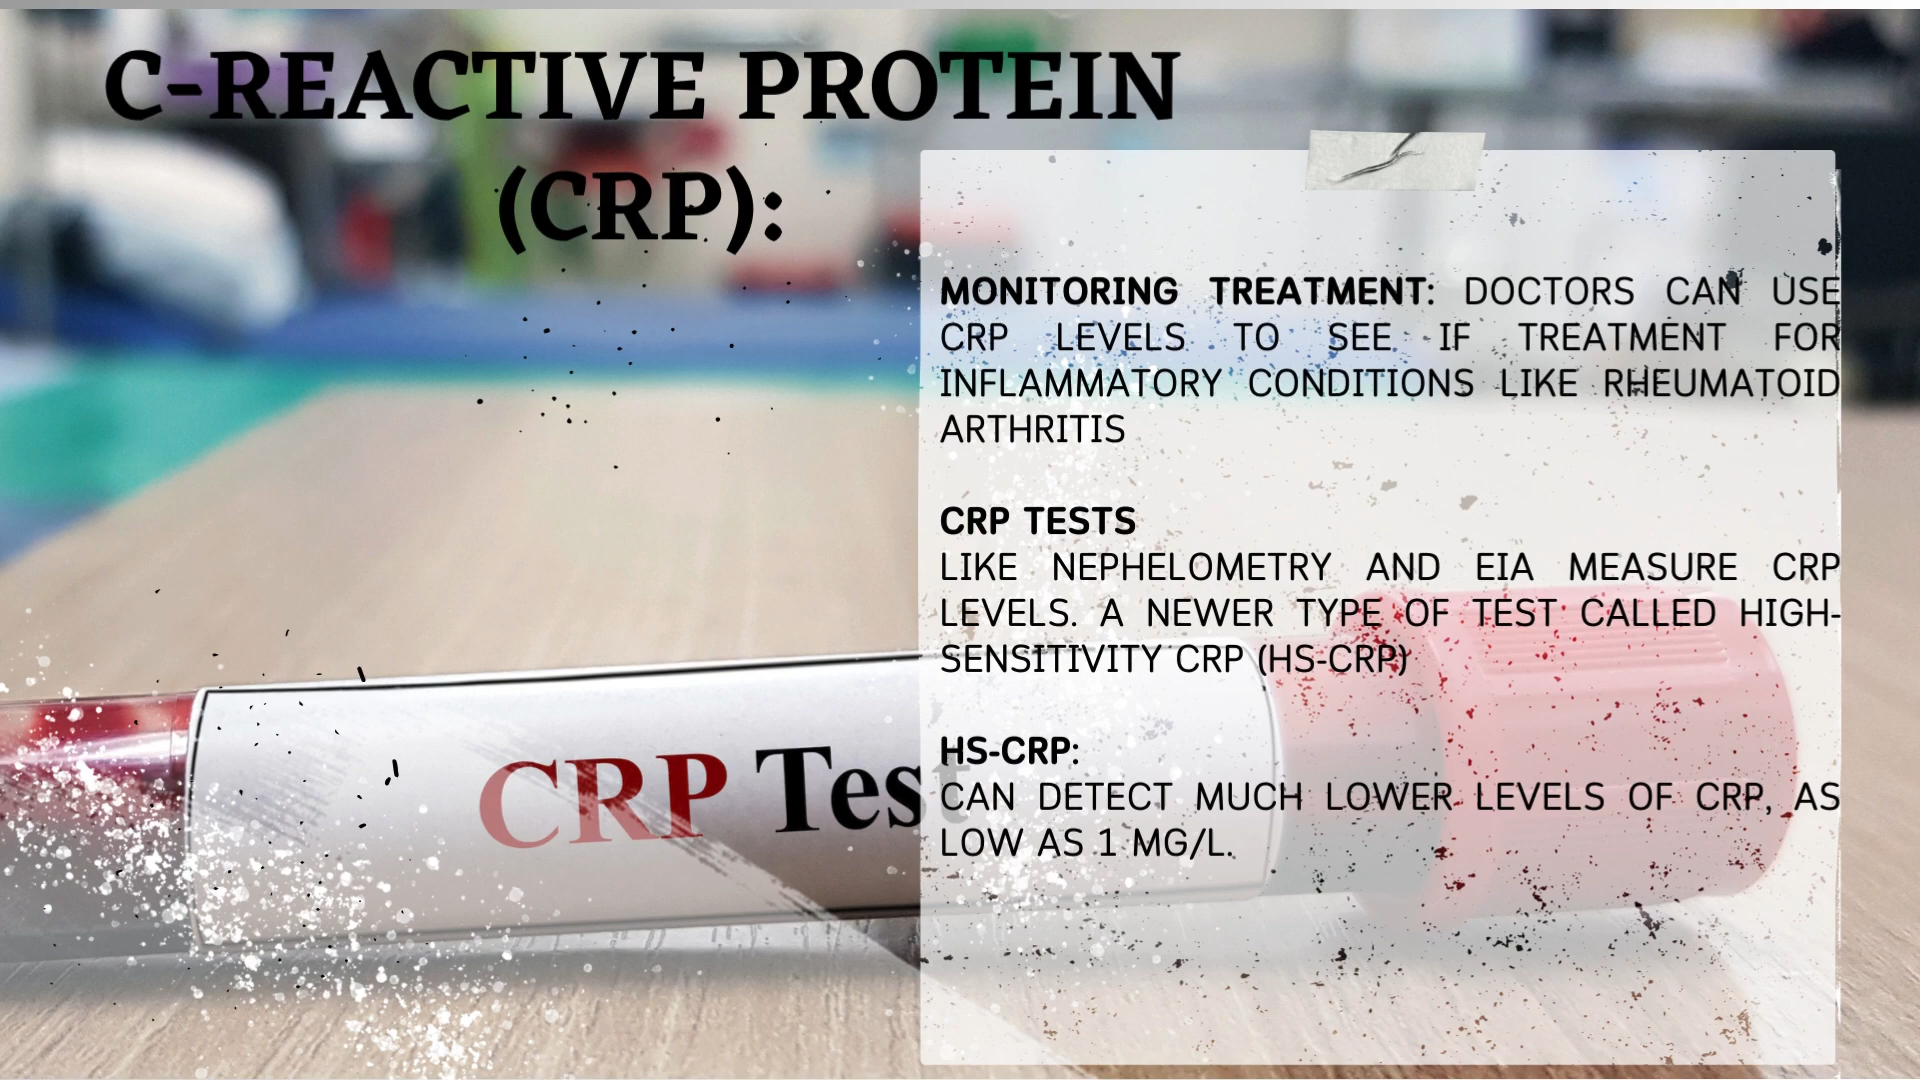 C-REACTIVE PROTEIN
(CRP):
MONITORING TREATMENT: DOCTORS CAN USE
CRP LEVELS TO SEE IF TREATMENT FOR
INFLAMMATORY CONDITIONS LIKE RHEUMATOID
ARTHRITIS
CRP TESTS
LIKE NEPHELOMETRY AND EIA MEASURE CRP
LEVELS. A NEWER TYPE OF TEST CALLED HIGH-
SENSITIVITY CRP (HS-CRP)
HS-CRP:
CAN DETECT MUCH LOWER LEVELS OF CRP, AS
LOW AS 1 MG/L.
CRP Test